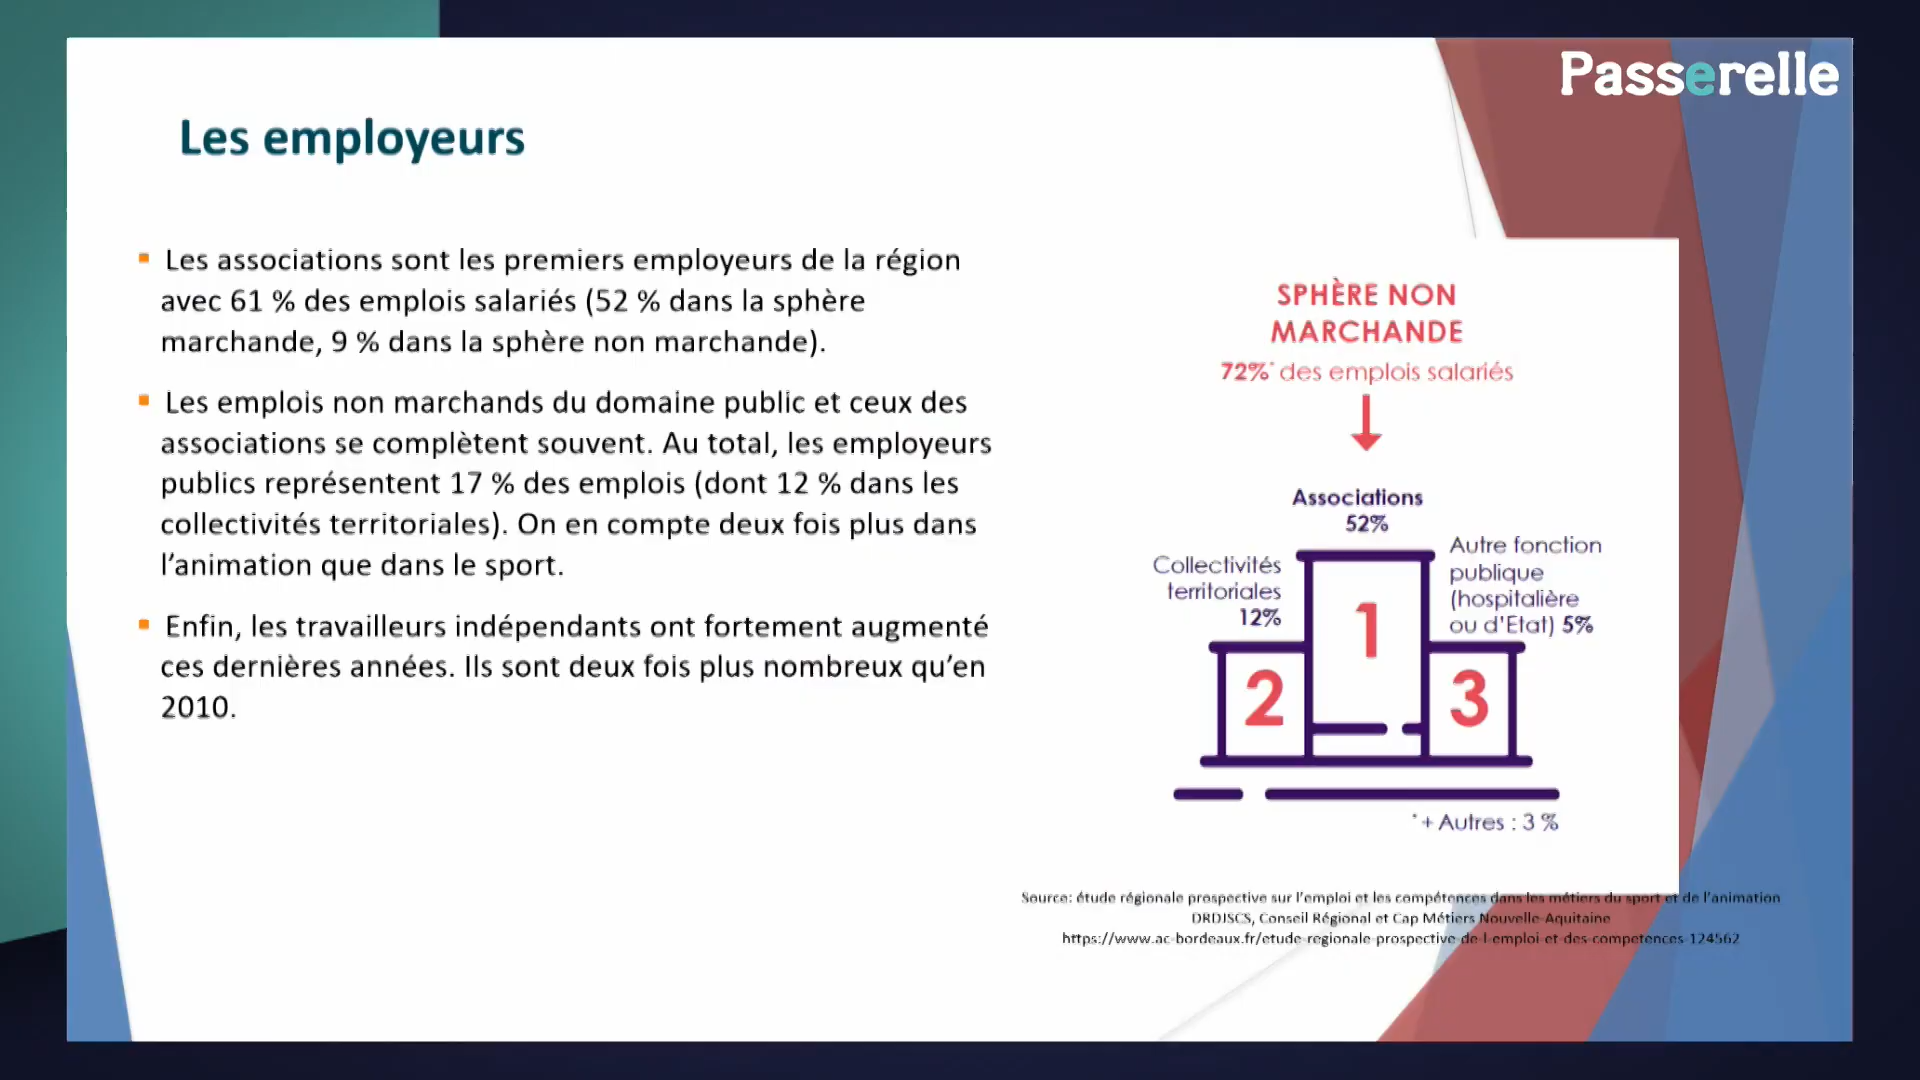 Passerelle
Les employeurs
Les associations sont les premiers employeurs de la région
avec 61 % des emplois salariés (52 % dans la sphère
marchande, 9 % dans la sphère non marchande).
Les emplois non marchands du domaine public et ceux des
associations se complètent souvent. Au total, les employeurs
publics représentent 17 % des emplois (dont 12 % dans les
collectivités territoriales). On en compte deux fois plus dans
l’animation que dans le sport.
Enfin, les travailleurs indépendants ont fortement augmenté
ces dernières années. Ils sont deux fois plus nombreux qu’en
2010.
SPHÈRE NON
MARCHANDE
72%* des emplois salariés
Associations
52%
Collectivités
territoriales
12%
Autre fonction
publique
(hospitalière
ou d'Etat) 5%
1
2
3
*+ Autres : 3 %
Source: étude régionale prospective sur l’emploi et les compétences dans les métiers du sport et de l’animation
DRDJSCS, Conseil Régional et Cap Métiers Nouvelle-Aquitaine
https://www.ac-bordeaux.fr/etude-regionale-prospective-de-l-emploi-et-des-competences-124562